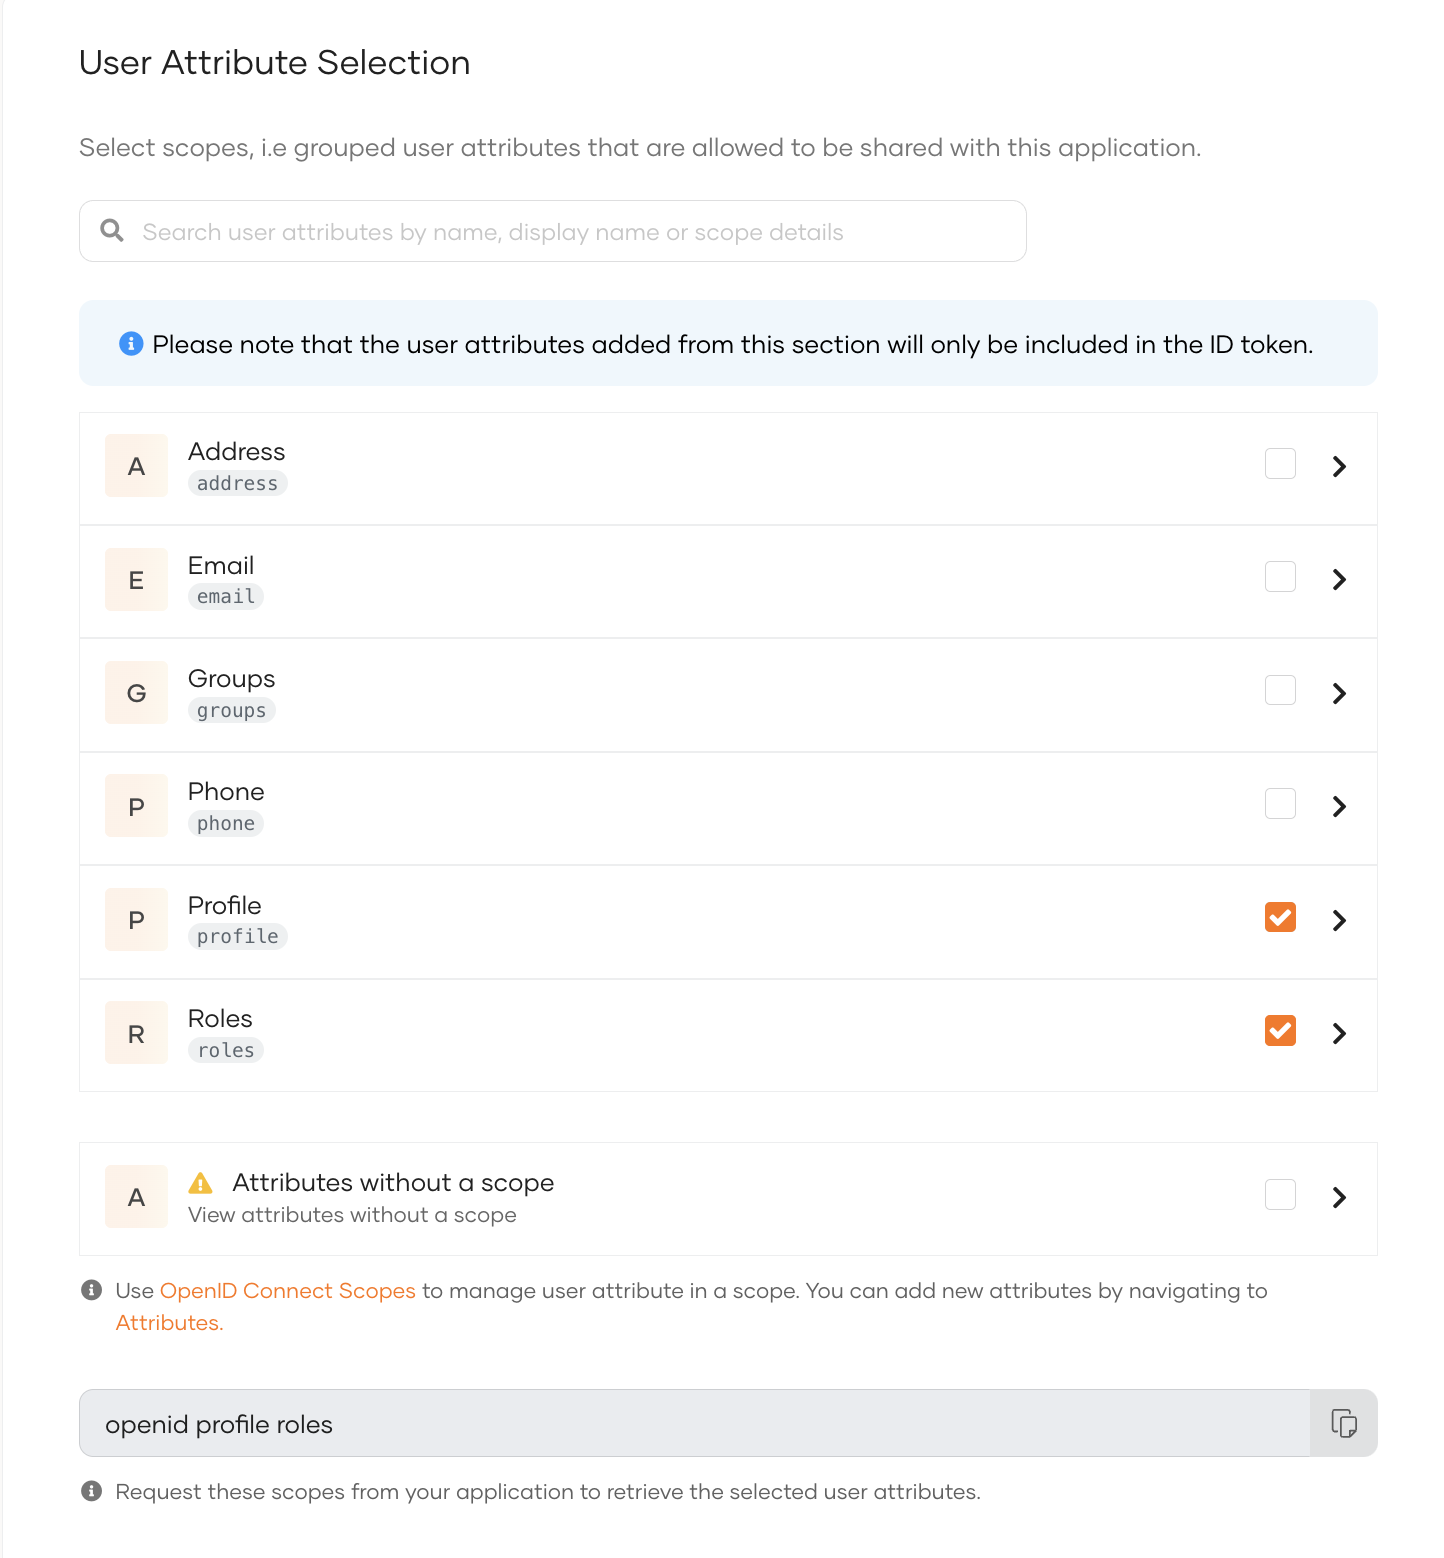 User Attribute Selection
Select scopes, i.e grouped user attributes that are allowed to be shared with this application.
Search user attributes by name, display name or scope details
Please note that the user attributes added from this section will only be included in the ID token.
A
Address
address
E
Email
email
G
Groups
groups
P
Phone
phone
P
Profile
profile
R
Roles
roles
A
Attributes without a scope
View attributes without a scope
Use OpenID Connect Scopes to manage user attribute in a scope. You can add new attributes by navigating to
Attributes.
openid profile roles
Request these scopes from your application to retrieve the selected user attributes.